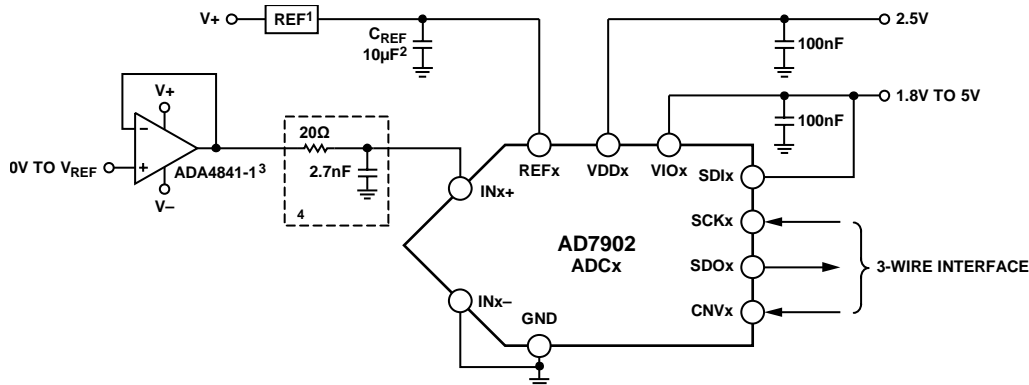 V+
REF¹
C_REF
10µF²
100nF
2.5V
V+
−
+
0V TO V_REF
V−
ADA4841-1³
20Ω
2.7nF
4
100nF
1.8V TO 5V
REFx
VDDx
VIOx
SDIx
INx+
SCKx
AD7902
ADCx
SDOx
3-WIRE INTERFACE
INx−
GND
CNVx